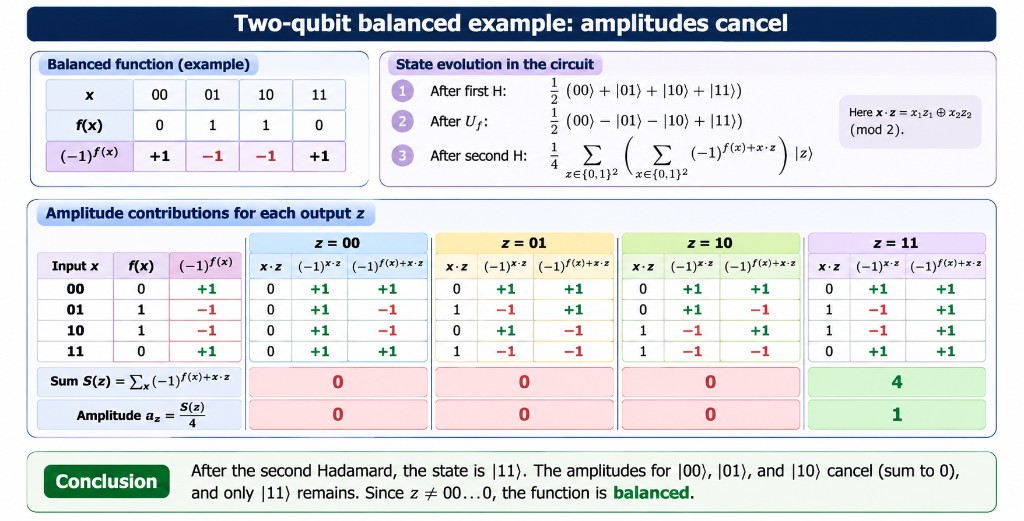 Two-qubit balanced example: amplitudes cancel
Balanced function (example)
x 00 01 10 11
f(x) 0 1 1 0
(−1)^{f(x)} +1 −1 −1 +1
State evolution in the circuit
1 After first H: 1/2 (00⟩ + |01⟩ + |10⟩ + |11⟩)
2 After U_f: 1/2 (00⟩ − |01⟩ − |10⟩ + |11⟩)
3 After second H: 1/4 ∑_{z∈{0,1}²} ( ∑_{x∈{0,1}²} (−1)^{f(x)+x·z} ) |z⟩
Here x · z = x₁z₁ ⊕ x₂z₂
(mod 2).
Amplitude contributions for each output z
z = 00 z = 01 z = 10 z = 11
Input x f(x) (−1)^{f(x)} x·z (−1)^{x·z} (−1)^{f(x)+x·z} x·z (−1)^{x·z} (−1)^{f(x)+x·z} x·z (−1)^{x·z} (−1)^{f(x)+x·z} x·z (−1)^{x·z} (−1)^{f(x)+x·z}
00 0 +1 0 +1 +1 0 +1 +1 0 +1 +1 0 +1 +1
01 1 −1 0 +1 −1 1 −1 +1 0 +1 −1 1 −1 +1
10 1 −1 0 +1 −1 0 +1 −1 1 −1 +1 1 −1 +1
11 0 +1 0 +1 +1 1 −1 −1 1 −1 −1 0 +1 +1
Sum S(z) = ∑ₓ(−1)^{f(x)+x·z} 0 0 0 4
Amplitude a_z = S(z)/4 0 0 0 1
Conclusion
After the second Hadamard, the state is |11⟩. The amplitudes for |00⟩, |01⟩, and |10⟩ cancel (sum to 0),
and only |11⟩ remains. Since z ≠ 00…0, the function is balanced.